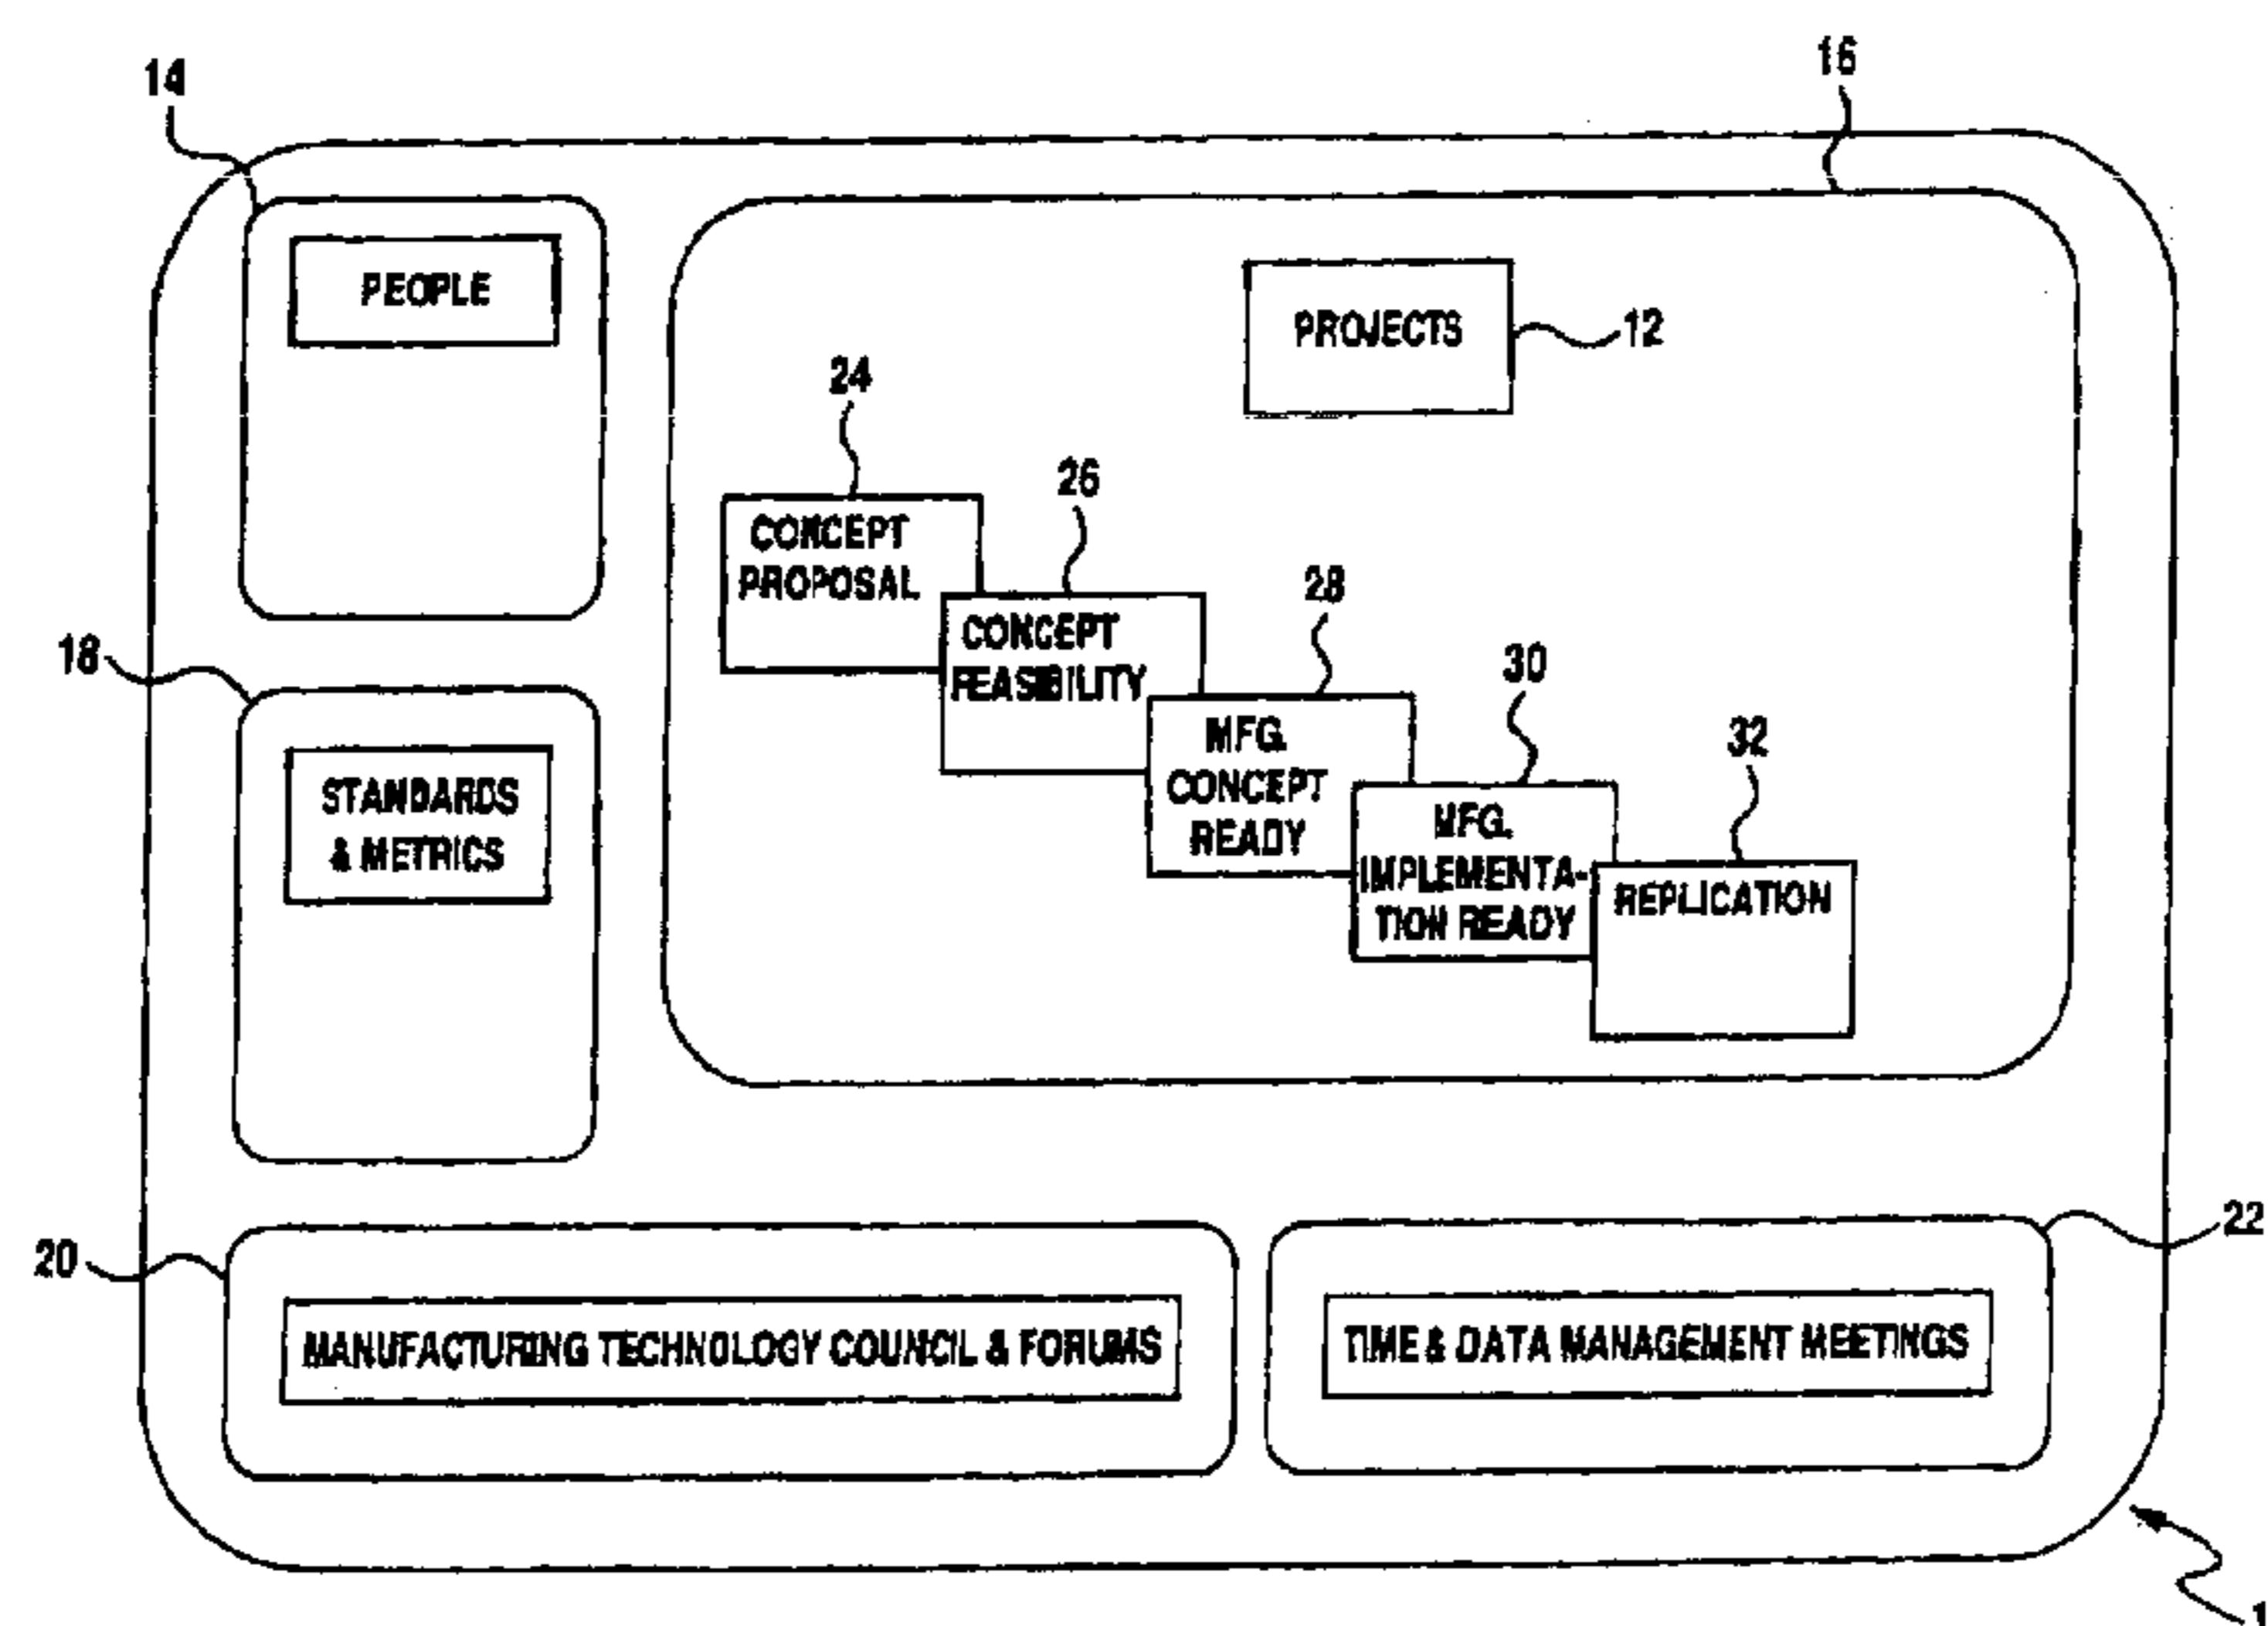 14
16
PEOPLE
PROJECTS
12
24
CONCEPT
PROPOSAL
26
CONCEPT
FEASIBILITY
28
MFG.
CONCEPT
READY
30
MFG.
IMPLEMENTA-
TION READY
32
REPLICATION
18
STANDARDS
& METRICS
20
MANUFACTURING TECHNOLOGY COUNCIL & FORUMS
22
TIME & DATA MANAGEMENT MEETINGS